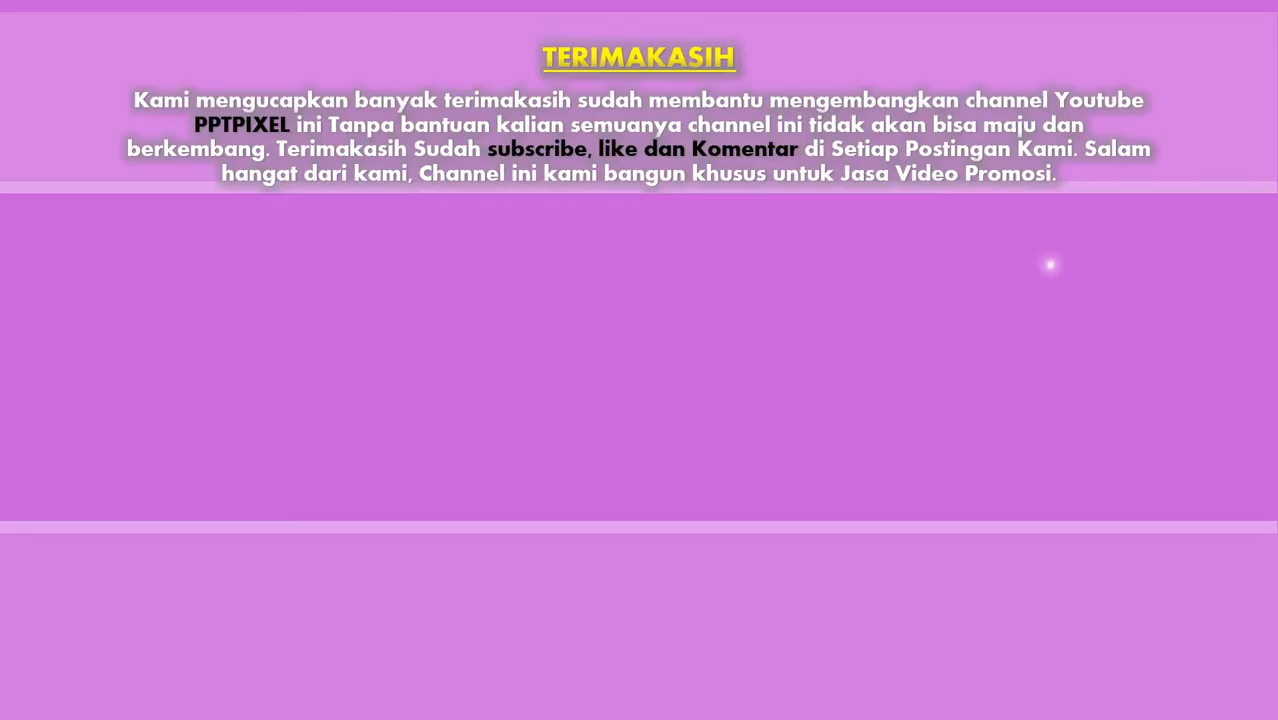 TERIMAKASIH
Kami mengucapkan banyak terimakasih sudah membantu mengembangkan channel Youtube
PPTPIXEL ini Tanpa bantuan kalian semuanya channel ini tidak akan bisa maju dan
berkembang. Terimakasih Sudah subscribe, like dan Komentar di Setiap Postingan Kami. Salam
hangat dari kami, Channel ini kami bangun khusus untuk Jasa Video Promosi.